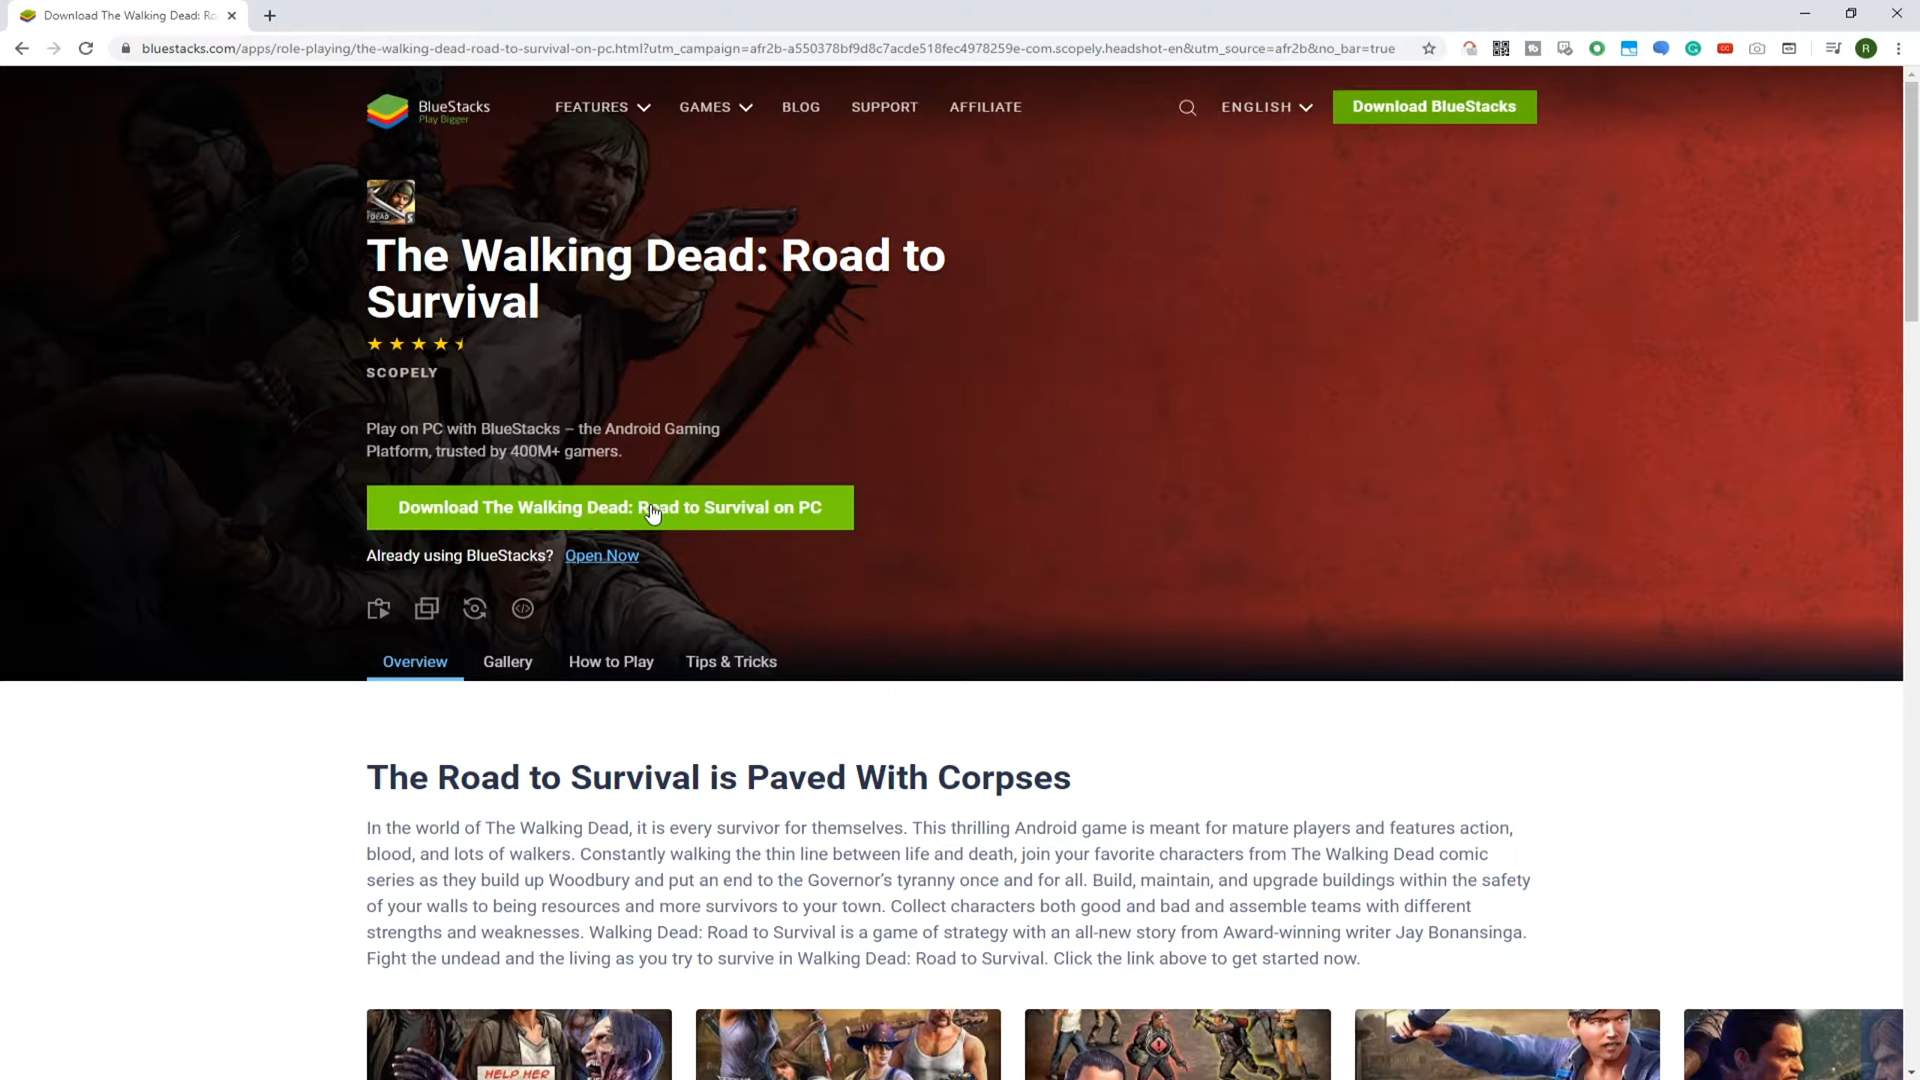 Download The Walking Dead: Ro
bluestacks.com/apps/role-playing/the-walking-dead-road-to-survival-on-pc.html?utm_campaign=afr2b-a550378bf9d8c7acde518fec4978259e-com.scopely.headshot-en&utm_source=afr2b&no_bar=true
R
BlueStacks
Play Bigger
FEATURES GAMES BLOG SUPPORT AFFILIATE ENGLISH Download BlueStacks
DEAD
The Walking Dead: Road to
Survival
SCOPELY
Play on PC with BlueStacks – the Android Gaming
Platform, trusted by 400M+ gamers.
Download The Walking Dead: Road to Survival on PC
Already using BlueStacks? Open Now
Overview Gallery How to Play Tips & Tricks
The Road to Survival is Paved With Corpses
In the world of The Walking Dead, it is every survivor for themselves. This thrilling Android game is meant for mature players and features action,
blood, and lots of walkers. Constantly walking the thin line between life and death, join your favorite characters from The Walking Dead comic
series as they build up Woodbury and put an end to the Governor's tyranny once and for all. Build, maintain, and upgrade buildings within the safety
of your walls to being resources and more survivors to your town. Collect characters both good and bad and assemble teams with different
strengths and weaknesses. Walking Dead: Road to Survival is a game of strategy with an all-new story from Award-winning writer Jay Bonansinga.
Fight the undead and the living as you try to survive in Walking Dead: Road to Survival. Click the link above to get started now.
HELP HER